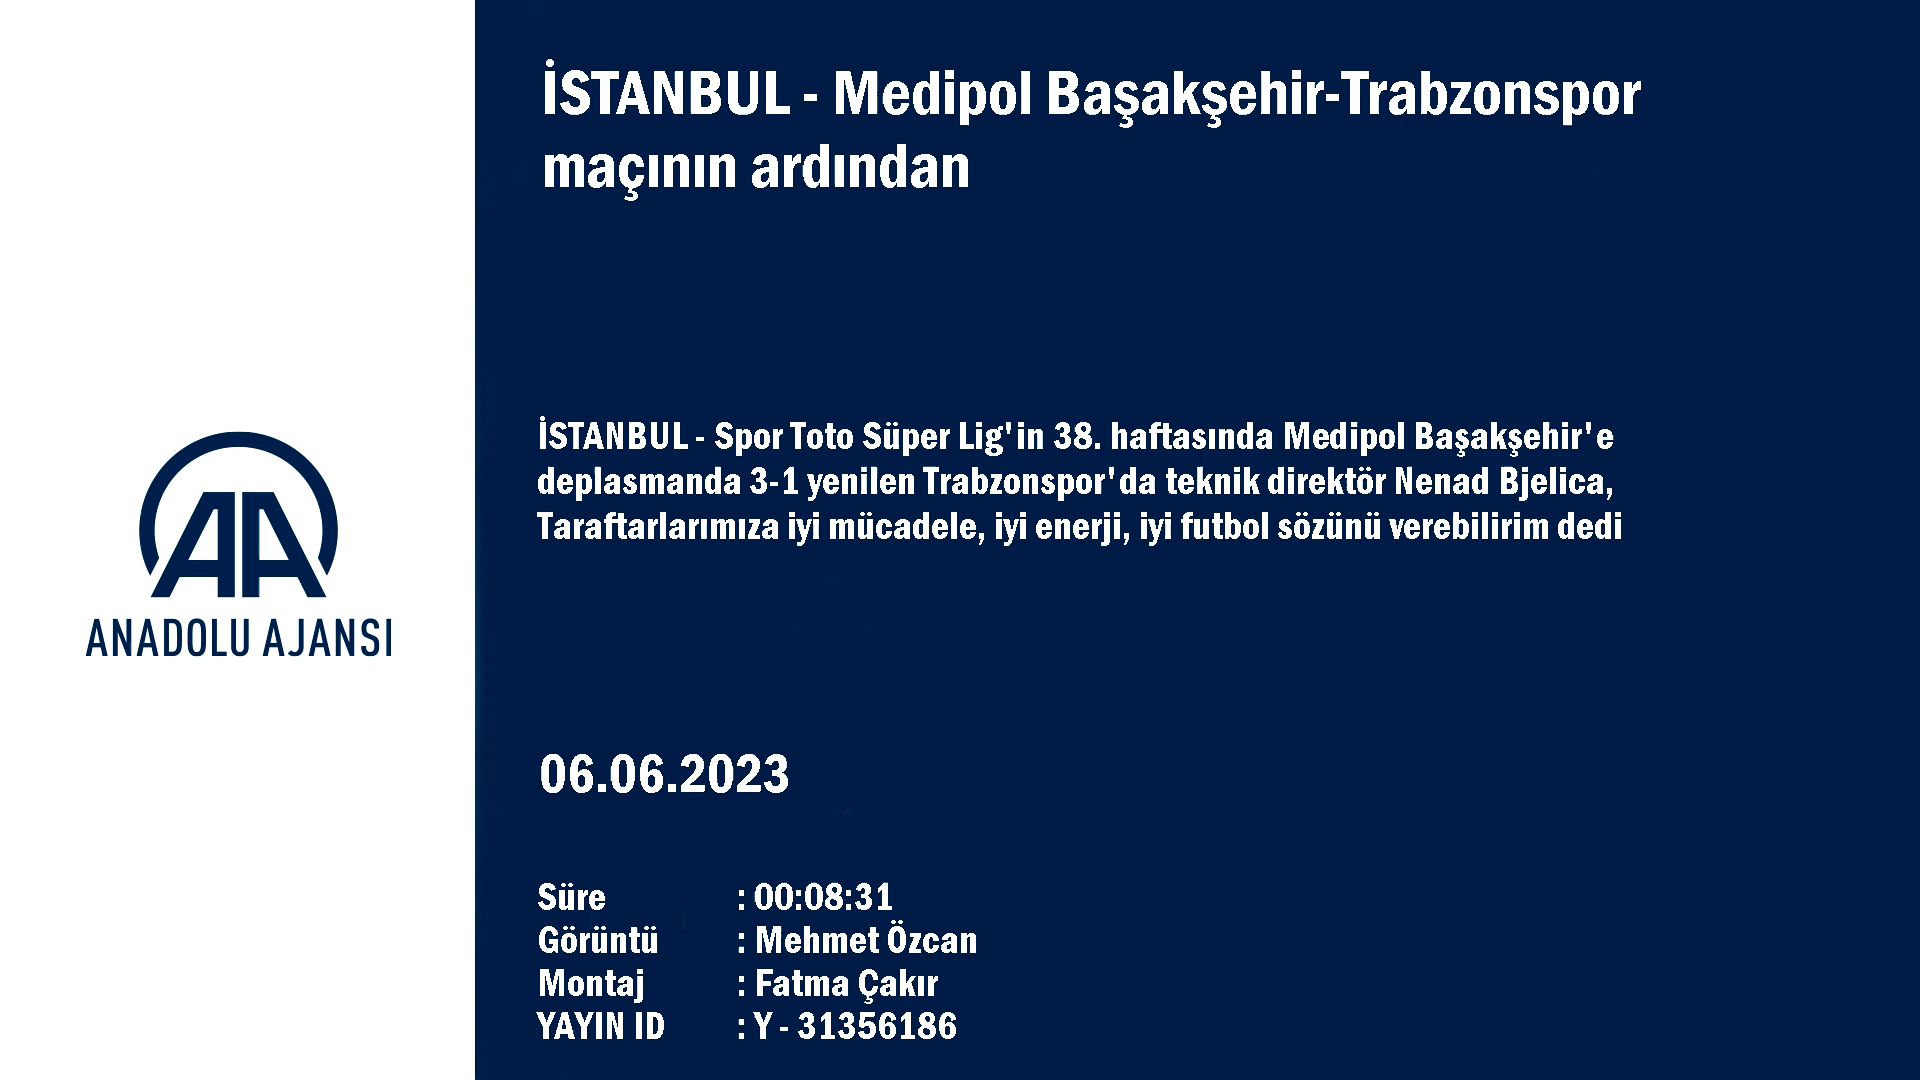 İSTANBUL - Medipol Başakşehir-Trabzonspor
maçının ardından
İSTANBUL - Spor Toto Süper Lig'in 38. haftasında Medipol Başakşehir'e
deplasmanda 3-1 yenilen Trabzonspor'da teknik direktör Nenad Bjelica,
Taraftarlarımıza iyi mücadele, iyi enerji, iyi futbol sözünü verebilirim dedi
AA
ANADOLU AJANSI
06.06.2023
Süre : 00:08:31
Görüntü : Mehmet Özcan
Montaj : Fatma Çakır
YAYIN ID : Y - 31356186